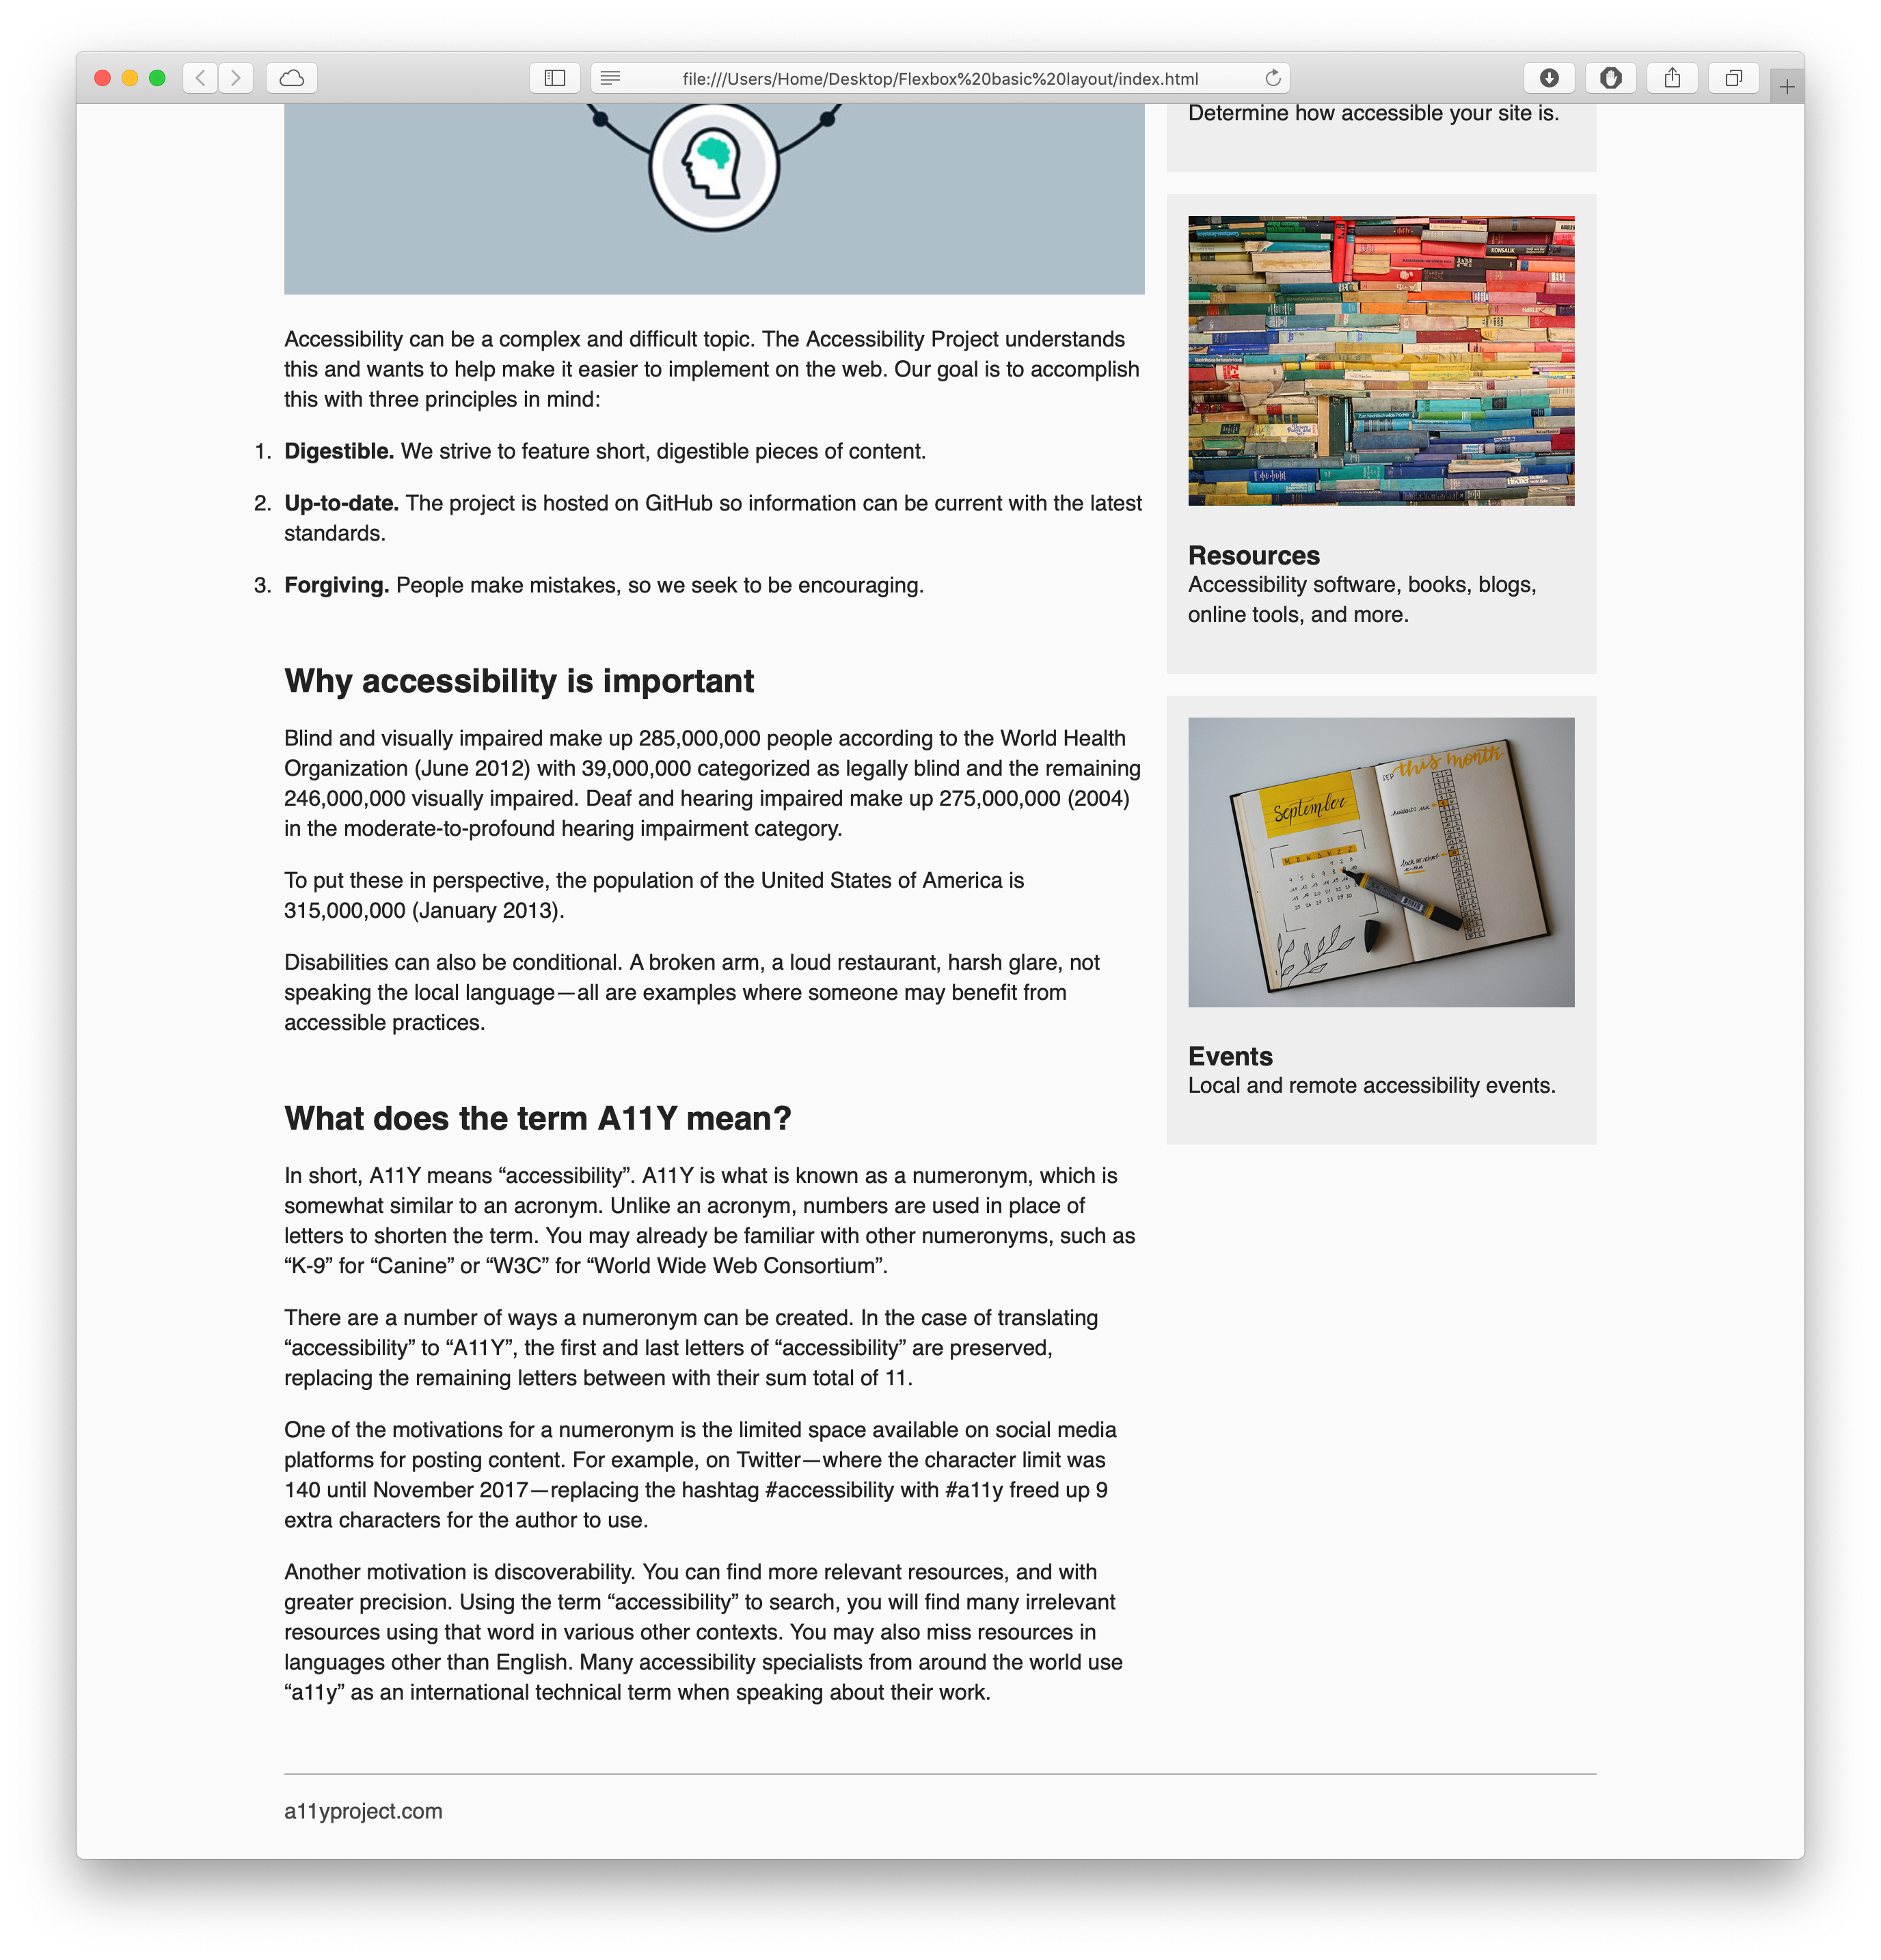 file:///Users/Home/Desktop/Flexbox%20basic%20layout/index.html
Accessibility can be a complex and difficult topic. The Accessibility Project understands
this and wants to help make it easier to implement on the web. Our goal is to accomplish
this with three principles in mind:
1. Digestible. We strive to feature short, digestible pieces of content.
2. Up-to-date. The project is hosted on GitHub so information can be current with the latest
standards.
3. Forgiving. People make mistakes, so we seek to be encouraging.
Why accessibility is important
Blind and visually impaired make up 285,000,000 people according to the World Health
Organization (June 2012) with 39,000,000 categorized as legally blind and the remaining
246,000,000 visually impaired. Deaf and hearing impaired make up 275,000,000 (2004)
in the moderate-to-profound hearing impairment category.
To put these in perspective, the population of the United States of America is
315,000,000 (January 2013).
Disabilities can also be conditional. A broken arm, a loud restaurant, harsh glare, not
speaking the local language—all are examples where someone may benefit from
accessible practices.
What does the term A11Y mean?
In short, A11Y means “accessibility”. A11Y is what is known as a numeronym, which is
somewhat similar to an acronym. Unlike an acronym, numbers are used in place of
letters to shorten the term. You may already be familiar with other numeronyms, such as
“K-9” for “Canine” or “W3C” for “World Wide Web Consortium”.
There are a number of ways a numeronym can be created. In the case of translating
“accessibility” to “A11Y”, the first and last letters of “accessibility” are preserved,
replacing the remaining letters between with their sum total of 11.
One of the motivations for a numeronym is the limited space available on social media
platforms for posting content. For example, on Twitter—where the character limit was
140 until November 2017—replacing the hashtag #accessibility with #a11y freed up 9
extra characters for the author to use.
Another motivation is discoverability. You can find more relevant resources, and with
greater precision. Using the term “accessibility” to search, you will find many irrelevant
resources using that word in various other contexts. You may also miss resources in
languages other than English. Many accessibility specialists from around the world use
“a11y” as an international technical term when speaking about their work.
Determine how accessible your site is.
KONSALIK
Fischer
Resources
Accessibility software, books, blogs,
online tools, and more.
September
SEP this month
M D W D V Z Z
Events
Local and remote accessibility events.
a11yproject.com